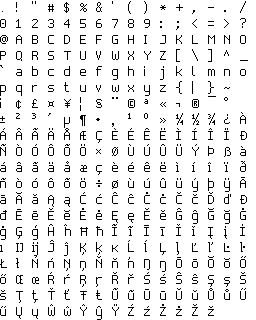 . ! " # $ % & ' ( ) * + , - . /
0 1 2 3 4 5 6 7 8 9 : ; < = > ?
@ A B C D E F G H I J K L M N O
P Q R S T U V W X Y Z [ \ ] ^ _
` a b c d e f g h i j k l m n o
p q r s t u v w x y z { | } ~
¡ ¢ £ ¤ ¥ ¦ § ¨ © ª « ¬ ® ¯ °
± ² ³ ´ µ ¶ · ¸ ¹ º » ¼ ½ ¾ ¿ À
Á Â Ã Ä Å Æ Ç È É Ê Ë Ì Í Î Ï Ð
Ñ Ò Ó Ô Õ Ö × Ø Ù Ú Û Ü Ý Þ ß à
á â ã ä å æ ç è é ê ë ì í î ï ð
ñ ò ó ô õ ö ÷ ø ù ú û ü ý þ ÿ Ā
ā Ă ă Ą ą Ć ć Ĉ ĉ Ċ ċ Č č Ď ď Đ
đ Ē ē Ĕ ĕ Ė ė Ę ę Ě ě Ĝ ĝ Ğ ğ Ġ
ġ Ģ ģ Ĥ ĥ Ħ ħ Ĩ ĩ Ī ī Ĭ ĭ Į į İ
ı Ĳ ĳ Ĵ ĵ Ķ ķ ĸ Ĺ ĺ Ļ ļ Ľ ľ Ŀ ŀ
Ł ł Ń ń Ņ ņ Ň ň ŉ Ŋ ŋ Ō ō Ŏ ŏ Ő
ő Œ œ Ŕ ŕ Ŗ ŗ Ř ř Ś ś Ŝ ŝ Ş ş Š
š Ţ ţ Ť ť Ŧ ŧ Ũ ũ Ū ū Ŭ ŭ Ů ů Ű
ű Ų ų Ŵ ŵ Ŷ ŷ Ÿ Ź ź Ż ż Ž ž